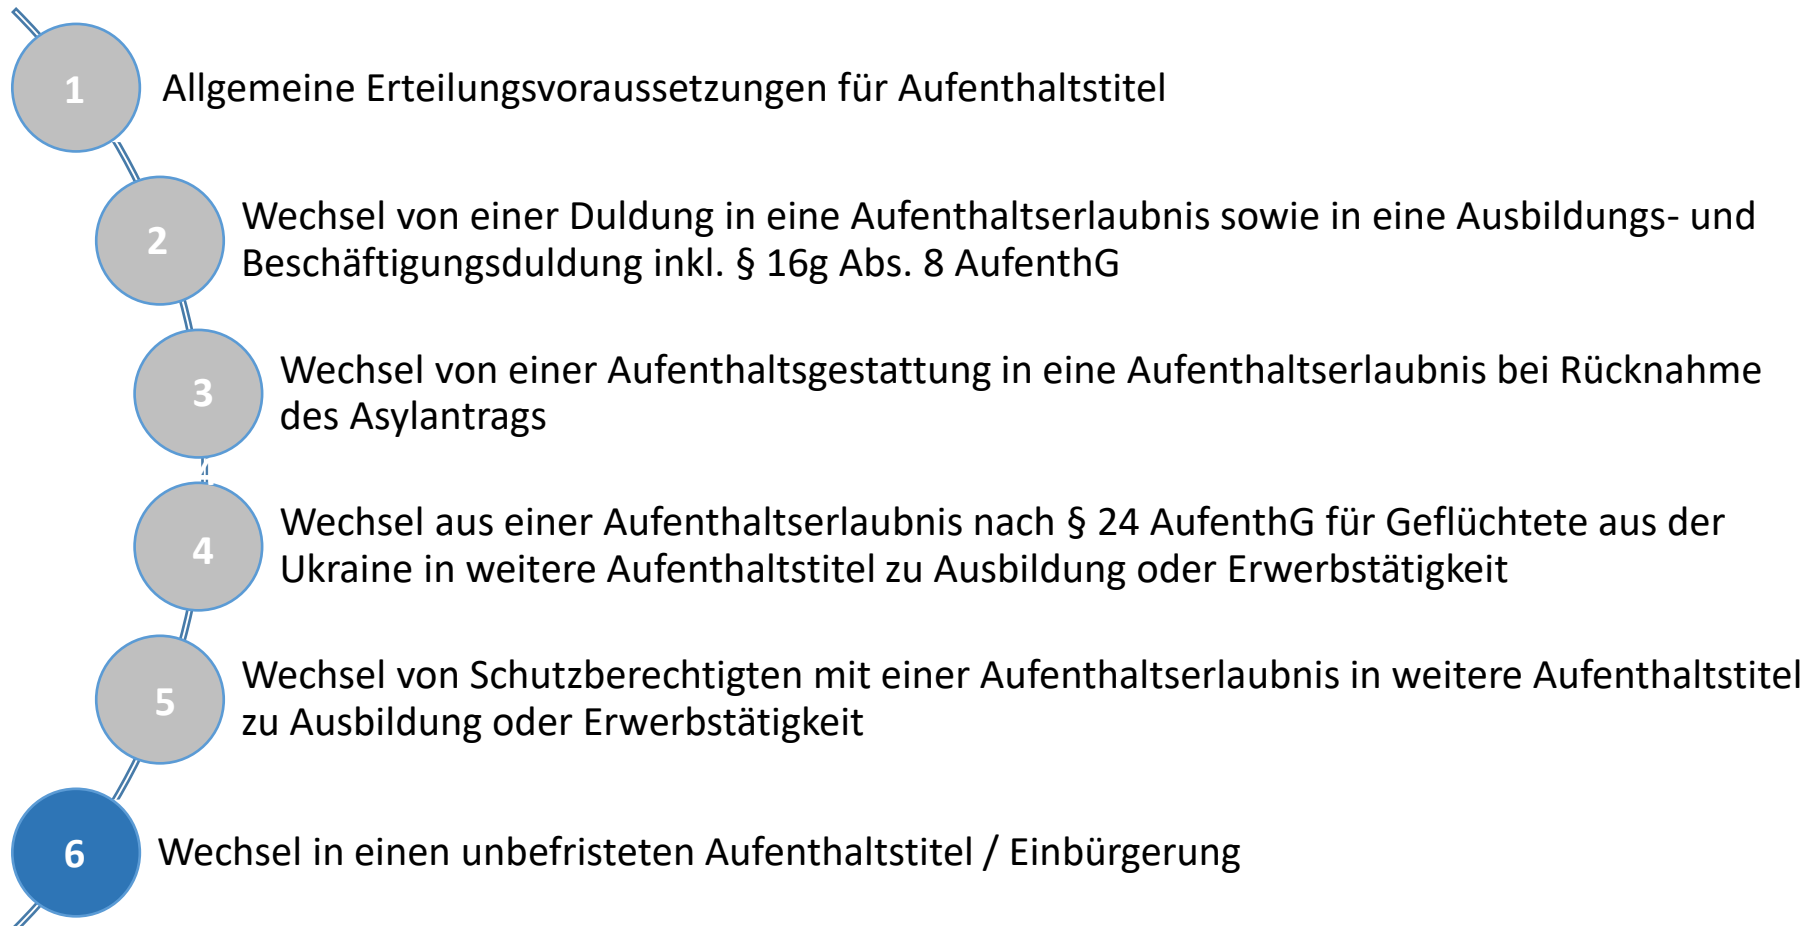 1 Allgemeine Erteilungsvoraussetzungen für Aufenthaltstitel
2 Wechsel von einer Duldung in eine Aufenthaltserlaubnis sowie in eine Ausbildungs- und
Beschäftigungsduldung inkl. § 16g Abs. 8 AufenthG
3 Wechsel von einer Aufenthaltsgestattung in eine Aufenthaltserlaubnis bei Rücknahme
des Asylantrags
4
4 Wechsel aus einer Aufenthaltserlaubnis nach § 24 AufenthG für Geflüchtete aus der
Ukraine in weitere Aufenthaltstitel zu Ausbildung oder Erwerbstätigkeit
5 Wechsel von Schutzberechtigten mit einer Aufenthaltserlaubnis in weitere Aufenthaltstitel
zu Ausbildung oder Erwerbstätigkeit
6 Wechsel in einen unbefristeten Aufenthaltstitel / Einbürgerung